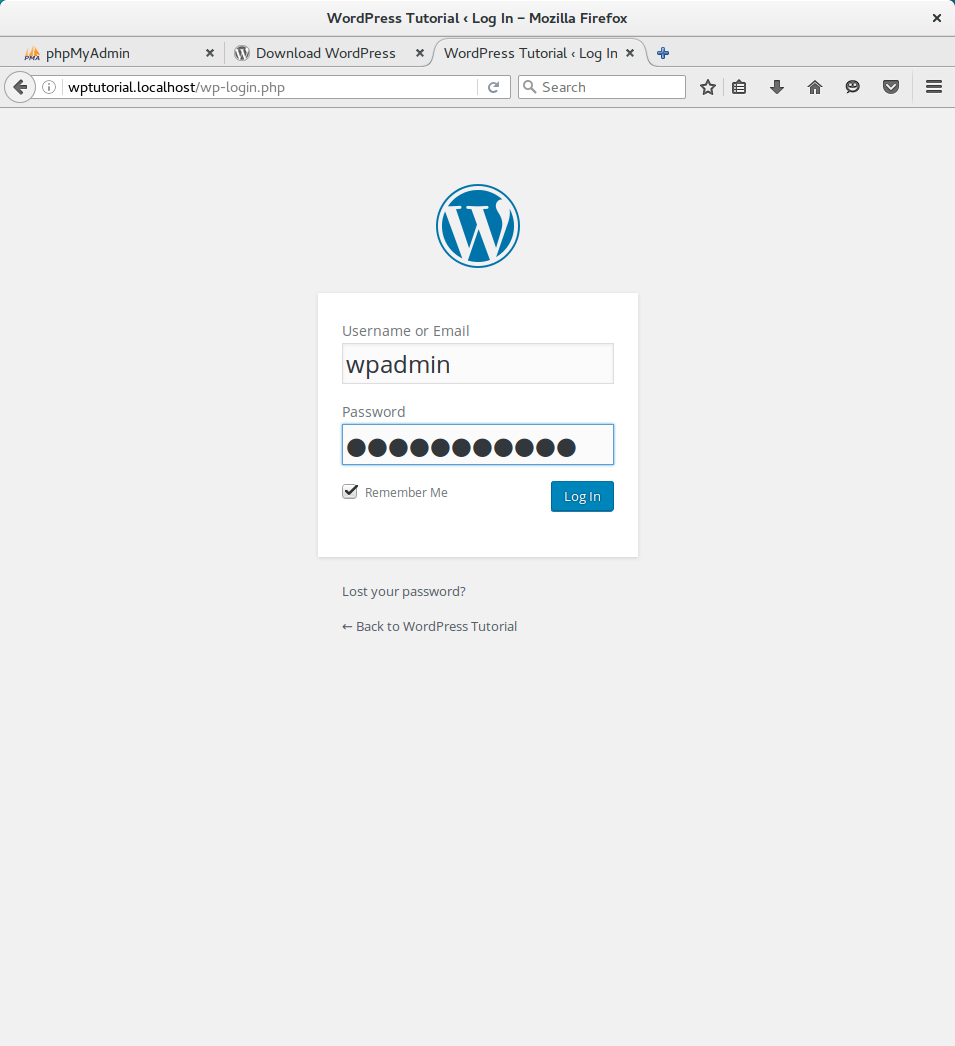 WordPress Tutorial ‹ Log In – Mozilla Firefox
phpMyAdmin
Download WordPress
WordPress Tutorial ‹ Log In
wptutorial.localhost/wp-login.php
Search
Username or Email
wpadmin
Password
●●●●●●●●●●●
Remember Me
Log In
Lost your password?
← Back to WordPress Tutorial